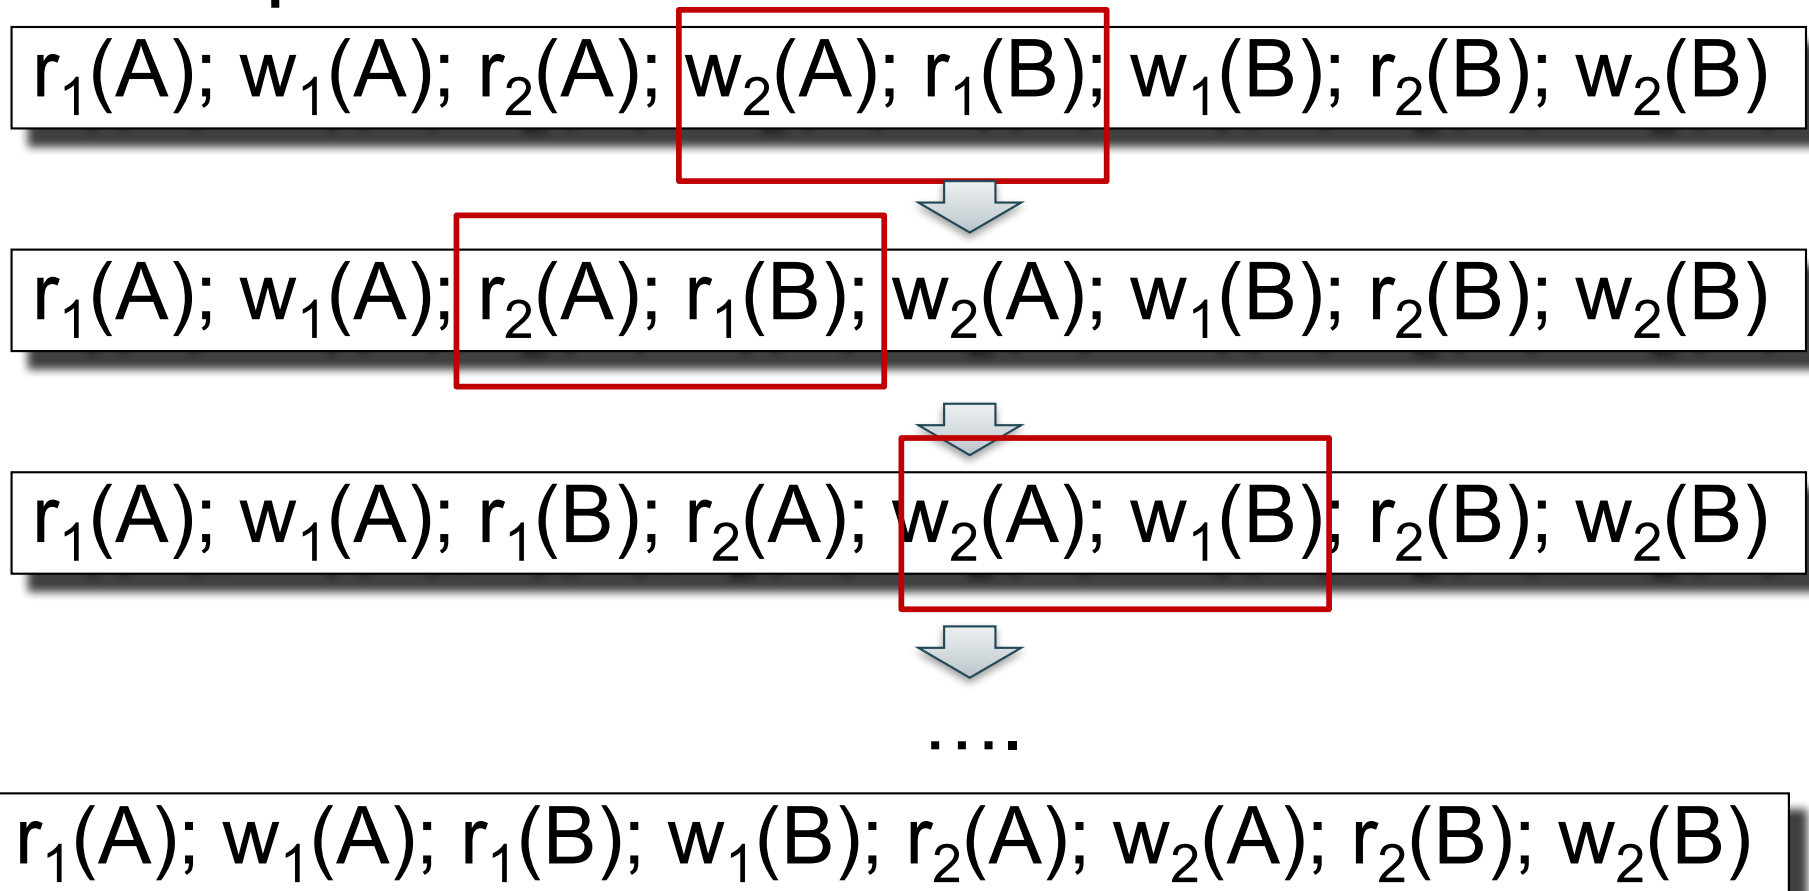 r₁(A); w₁(A); r₂(A); w₂(A); r₁(B); w₁(B); r₂(B); w₂(B)
r₁(A); w₁(A); r₂(A); r₁(B); w₂(A); w₁(B); r₂(B); w₂(B)
r₁(A); w₁(A); r₁(B); r₂(A); w₂(A); w₁(B); r₂(B); w₂(B)
....
r₁(A); w₁(A); r₁(B); w₁(B); r₂(A); w₂(A); r₂(B); w₂(B)